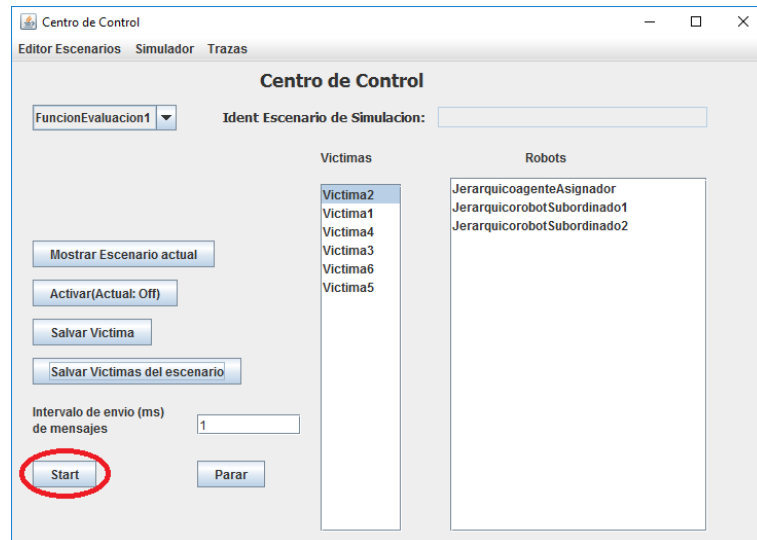 Centro de Control
Editor Escenarios Simulador Trazas
Centro de Control
FuncionEvaluacion1
Ident Escenario de Simulacion:
Victimas
Robots
Victima2
Victima1
Victima4
Victima3
Victima6
Victima5
JerarquicoagenteAsignador
JerarquicorobotSubordinado1
JerarquicorobotSubordinado2
Mostrar Escenario actual
Activar(Actual: Off)
Salvar Victima
Salvar Victimas del escenario
Intervalo de envio (ms)
de mensajes
1
Start
Parar